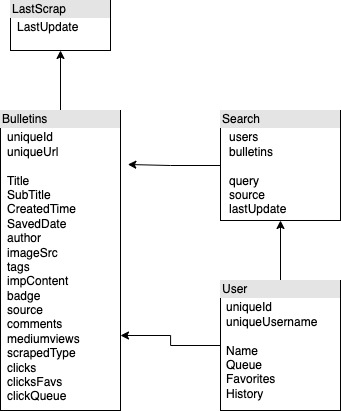 LastScrap
LastUpdate
Bulletins
uniqueId
uniqueUrl
Title
SubTitle
CreatedTime
SavedDate
author
imageSrc
tags
impContent
badge
source
comments
mediumviews
scrapedType
clicks
clicksFavs
clickQueue
Search
users
bulletins
query
source
lastUpdate
User
uniqueId
uniqueUsername
Name
Queue
Favorites
History